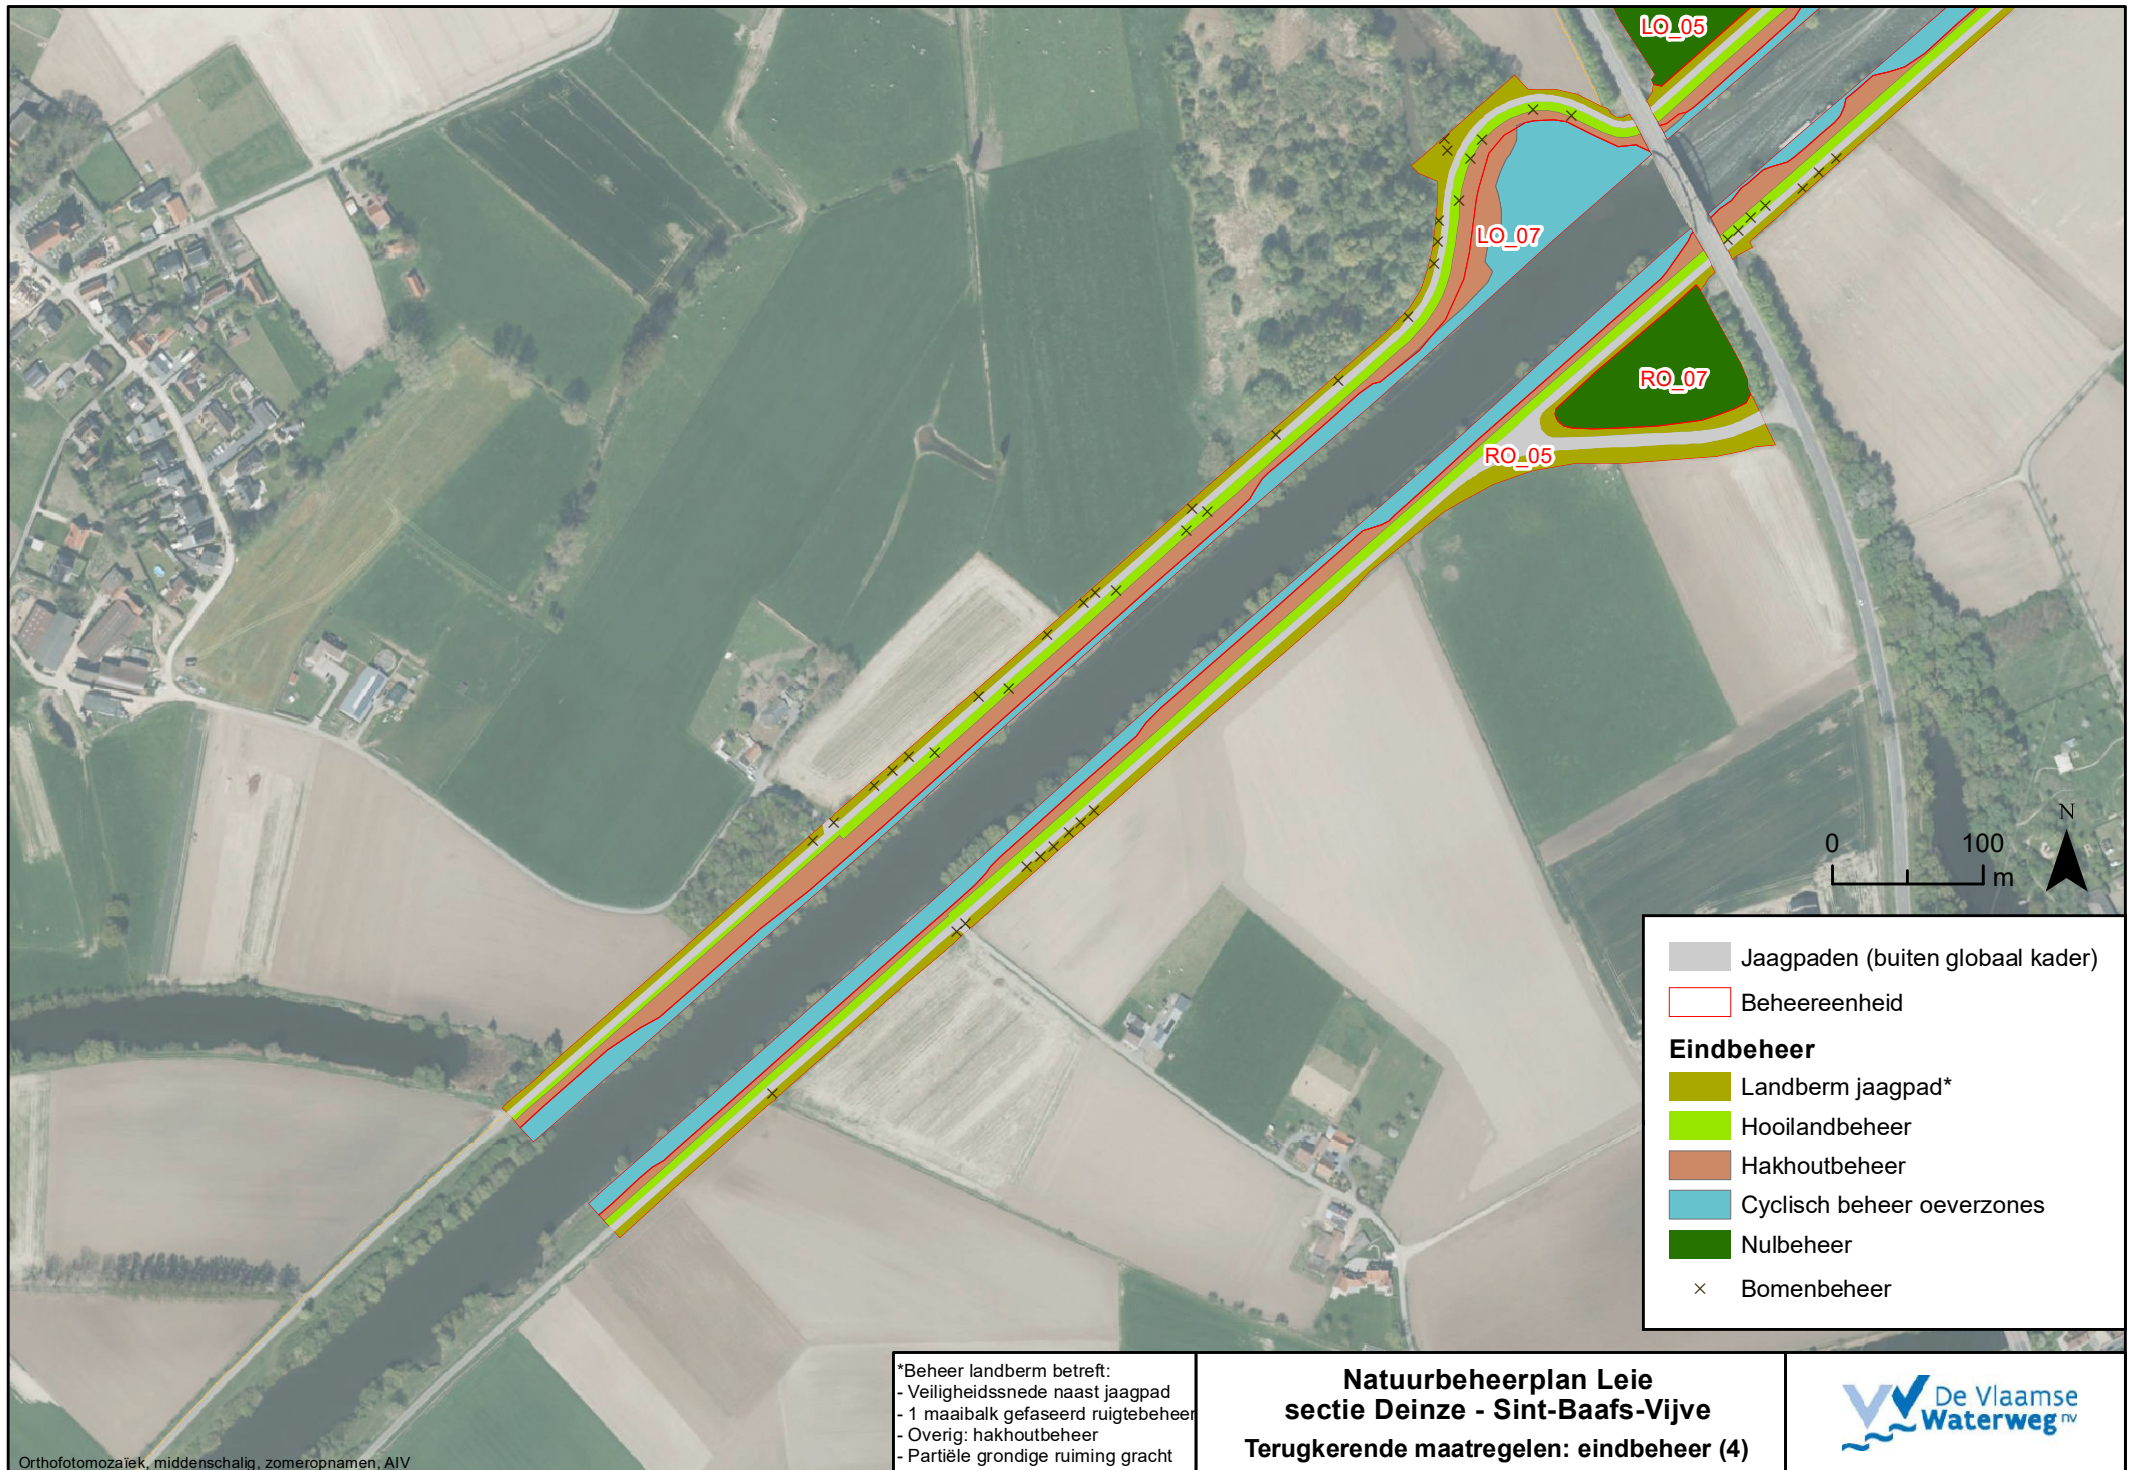 LO_05
LO_07
RO_07
RO_05
N
0 100
m
Jaagpaden (buiten globaal kader)
Beheereenheid
Eindbeheer
Landberm jaagpad*
Hooilandbeheer
Hakhoutbeheer
Cyclisch beheer oeverzones
Nulbeheer
Bomenbeheer
*Beheer landberm betreft:
- Veiligheidssnede naast jaagpad
- 1 maaibalk gefaseerd ruigtebeheer
- Overig: hakhoutbeheer
- Partiële grondige ruiming gracht
Natuurbeheerplan Leie
sectie Deinze - Sint-Baafs-Vijve
Terugkerende maatregelen: eindbeheer (4)
De Vlaamse
Waterweg nv
Orthofotomozaïek, middenschalig, zomeropnamen, AIV